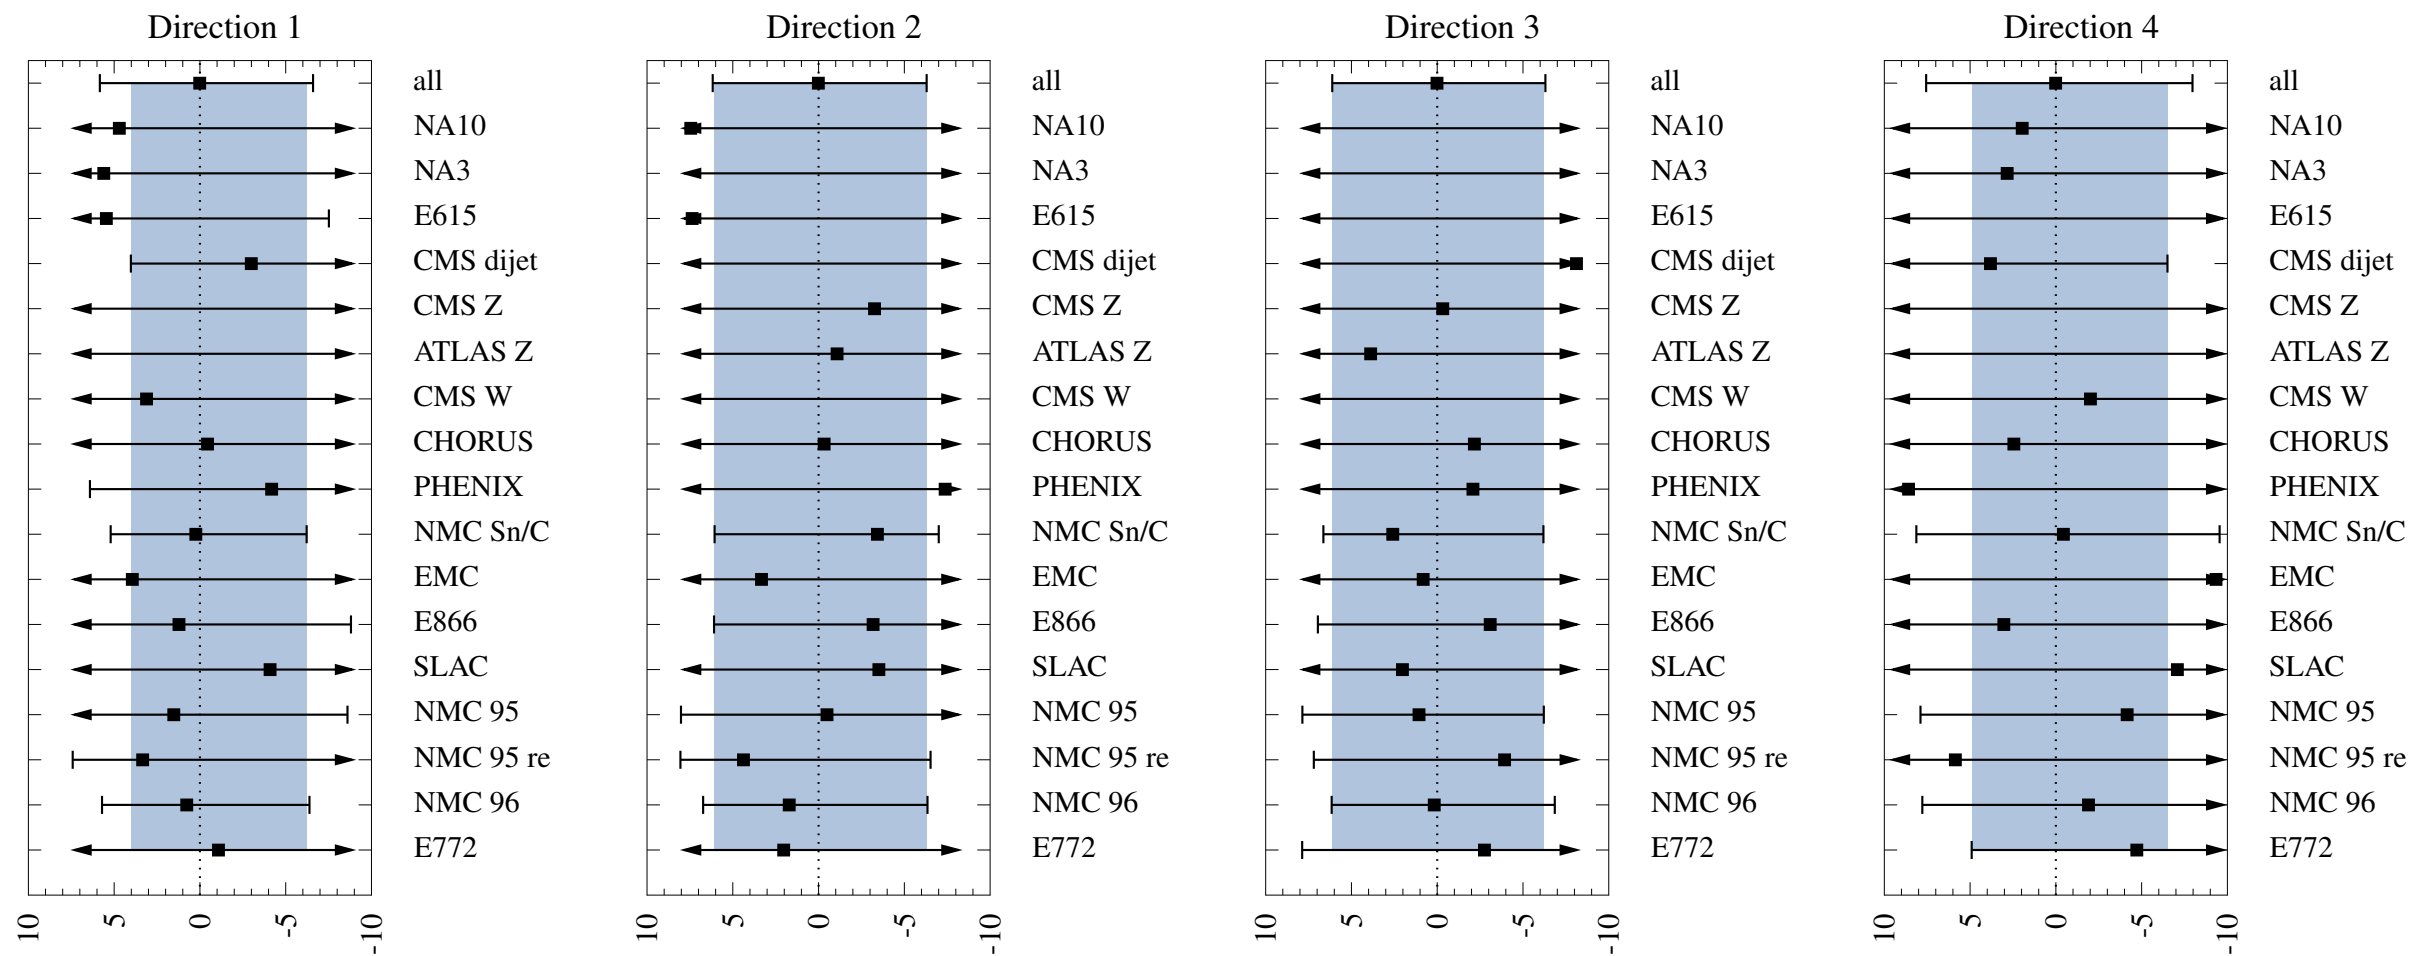 Direction 1
all
NA10
NA3
E615
CMS dijet
CMS Z
ATLAS Z
CMS W
CHORUS
PHENIX
NMC Sn/C
EMC
E866
SLAC
NMC 95
NMC 95 re
NMC 96
E772
10 5 0 -5 -10
Direction 2
all
NA10
NA3
E615
CMS dijet
CMS Z
ATLAS Z
CMS W
CHORUS
PHENIX
NMC Sn/C
EMC
E866
SLAC
NMC 95
NMC 95 re
NMC 96
E772
10 5 0 -5 -10
Direction 3
all
NA10
NA3
E615
CMS dijet
CMS Z
ATLAS Z
CMS W
CHORUS
PHENIX
NMC Sn/C
EMC
E866
SLAC
NMC 95
NMC 95 re
NMC 96
E772
10 5 0 -5 -10
Direction 4
all
NA10
NA3
E615
CMS dijet
CMS Z
ATLAS Z
CMS W
CHORUS
PHENIX
NMC Sn/C
EMC
E866
SLAC
NMC 95
NMC 95 re
NMC 96
E772
10 5 0 -5 -10